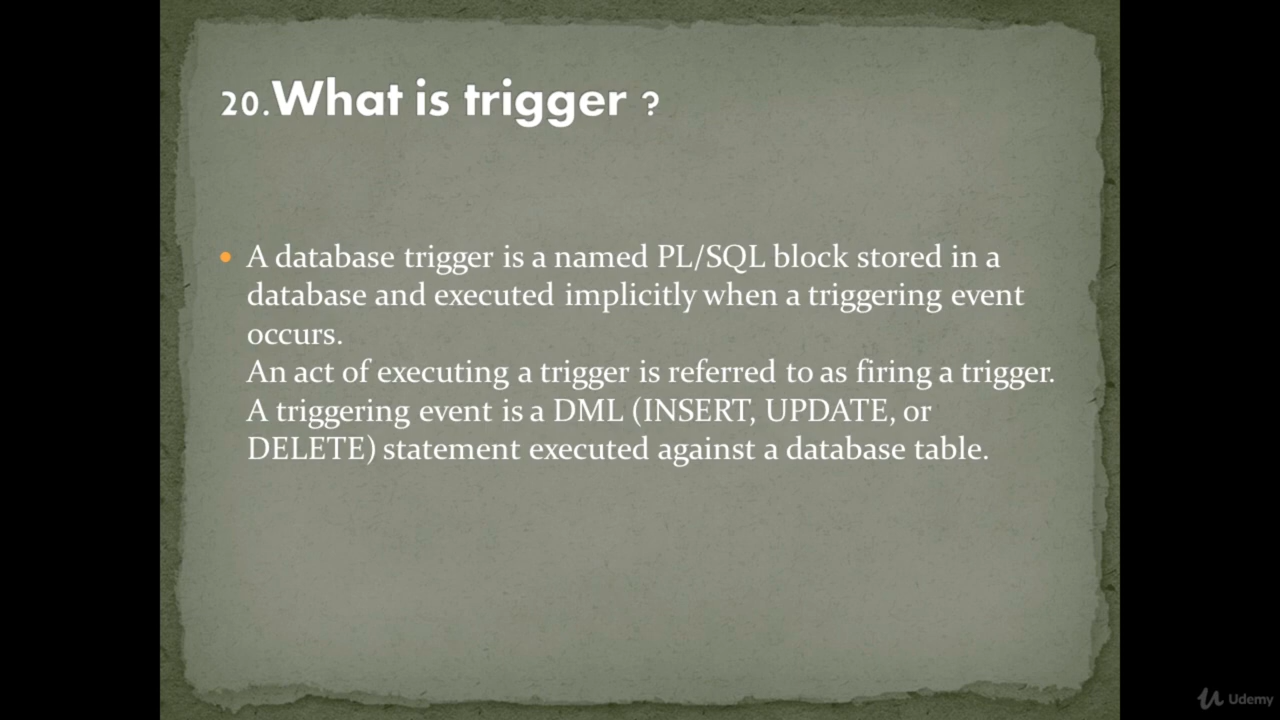 20.What is trigger ?
• A database trigger is a named PL/SQL block stored in a
database and executed implicitly when a triggering event
occurs.
An act of executing a trigger is referred to as firing a trigger.
A triggering event is a DML (INSERT, UPDATE, or
DELETE) statement executed against a database table.
Udemy